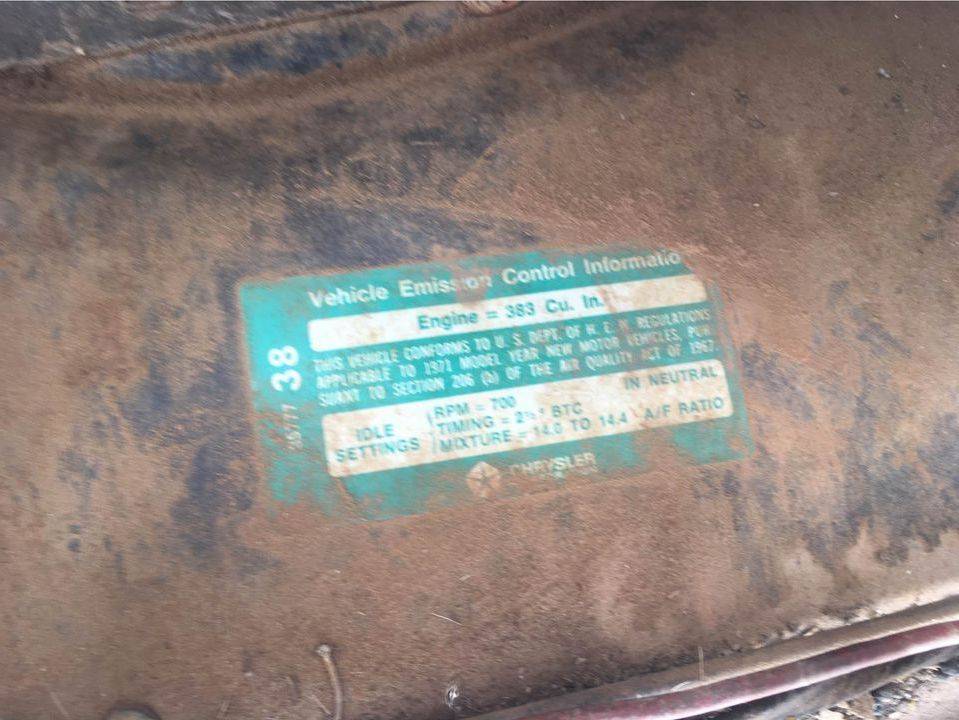 Vehicle Emission Control Informatio
Engine = 383 Cu. In.
THIS VEHICLE CONFORMS TO U. S. DEPT. OF H. E. W. REGULATIONS
APPLICABLE TO 1971 MODEL YEAR NEW MOTOR VEHICLES, PUR
SUANT TO SECTION 206 (a) OF THE AIR QUALITY ACT OF 1967.
38
IDLE SETTINGS
RPM = 700 IN NEUTRAL
TIMING = 2½° BTC
MIXTURE = 14.0 TO 14.4 A/F RATIO
CHRYSLER